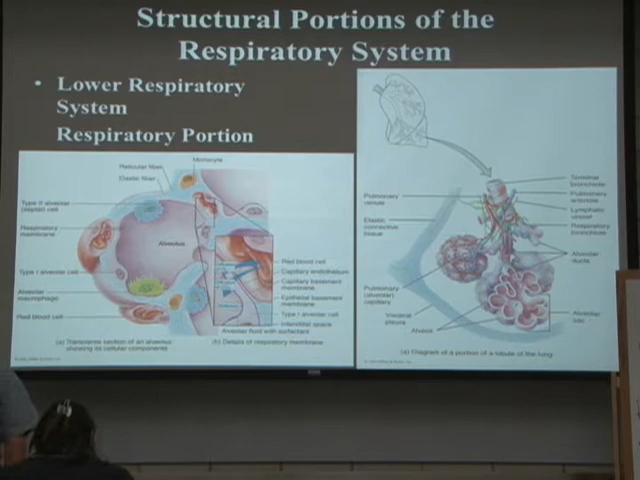 Structural Portions of the
Respiratory System
• Lower Respiratory
System
Respiratory Portion
Monocyte
Reticular fiber
Elastic fiber
Type II alveolar
(septal) cell
Respiratory
membrane
Alveolus
Type I alveolar cell
Alveolar
macrophage
Red blood cell
Red blood cell
Capillary endothelium
Capillary basement
membrane
Epithelial basement
membrane
Type I alveolar cell
Interstitial space
Alveolar fluid with surfactant
(a) Transverse section of an alveolus
showing its cellular components
(b) Details of respiratory membrane
Terminal
bronchiole
Pulmonary
arteriole
Lymphatic
vessel
Respiratory
bronchiole
Alveolar
ducts
Alveolar
sac
Pulmonary
venule
Elastic
connective
tissue
Pulmonary
(alveolar)
capillary
Visceral
pleura
Alveoli
(a) Diagram of a portion of a lobule of the lung